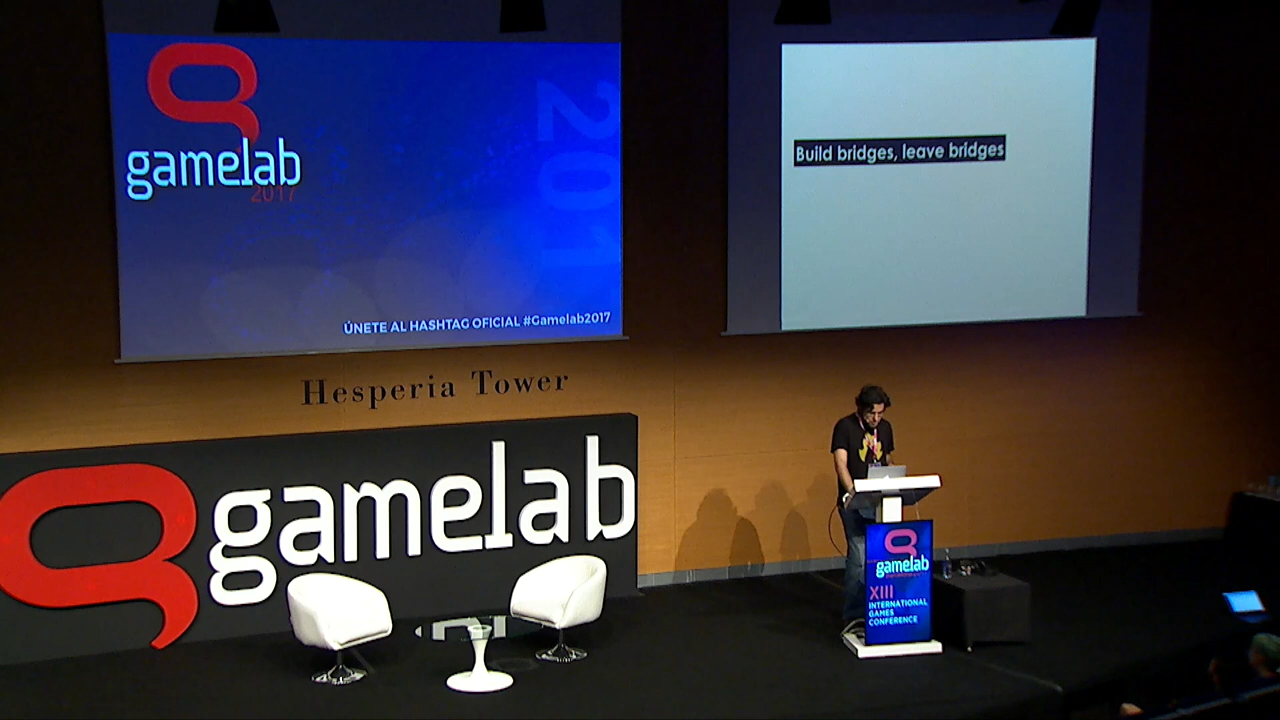 gamelab
2017
2017
ÚNETE AL HASHTAG OFICIAL #Gamelab2017
Build bridges, leave bridges
Hesperia Tower
gamelab
gamelab
XIII
INTERNATIONAL
GAMES
CONFERENCE